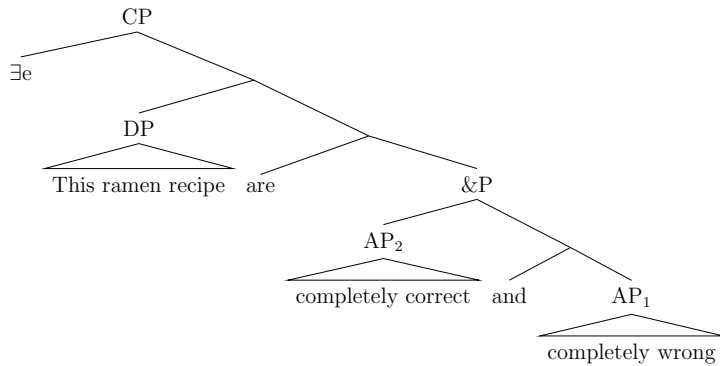 CP
∃e
DP
This ramen recipe are &P
AP₂
completely correct and AP₁
completely wrong